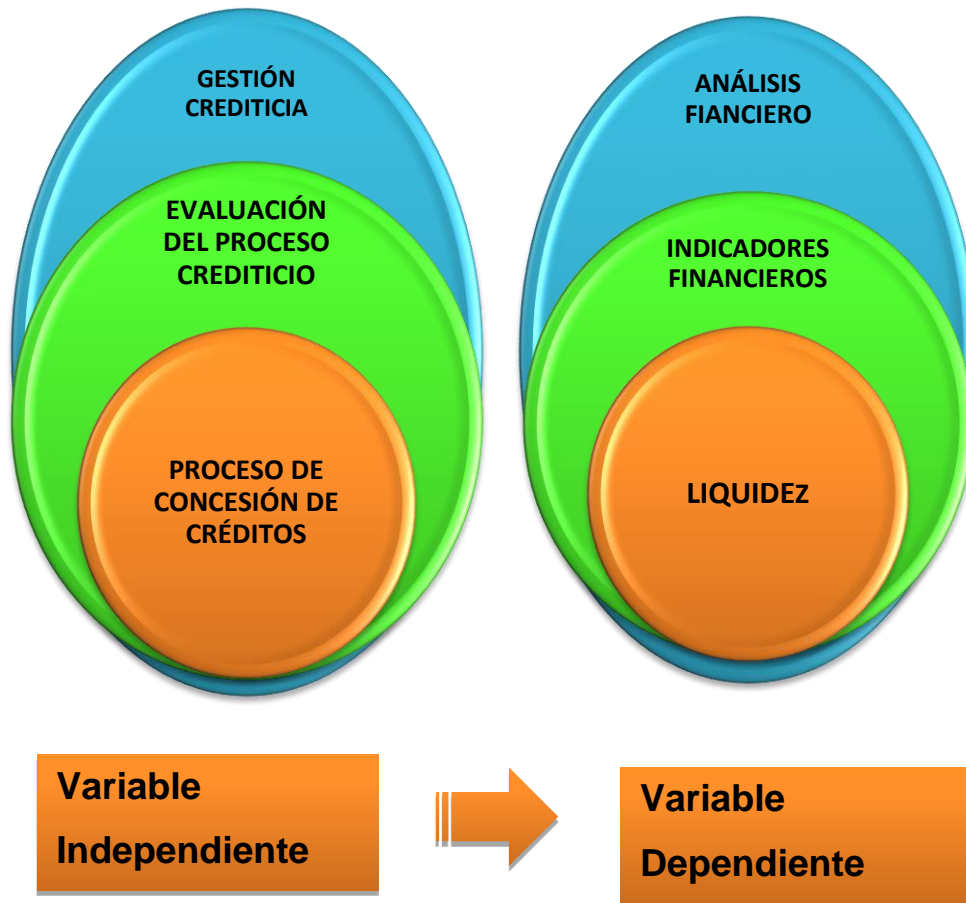 GESTIÓN
CREDITICIA
EVALUACIÓN
DEL PROCESO
CREDITICIO
PROCESO DE
CONCESIÓN DE
CRÉDITOS
ANÁLISIS
FIANCIERO
INDICADORES
FINANCIEROS
LIQUIDEz
Variable
Independiente
Variable
Dependiente